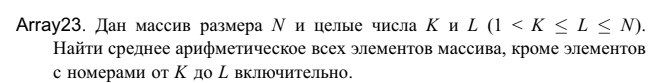 Array23. Дан массив размера N и целые числа K и L (1 < K ≤ L ≤ N).
Найти среднее арифметическое всех элементов массива, кроме элементов
с номерами от K до L включительно.